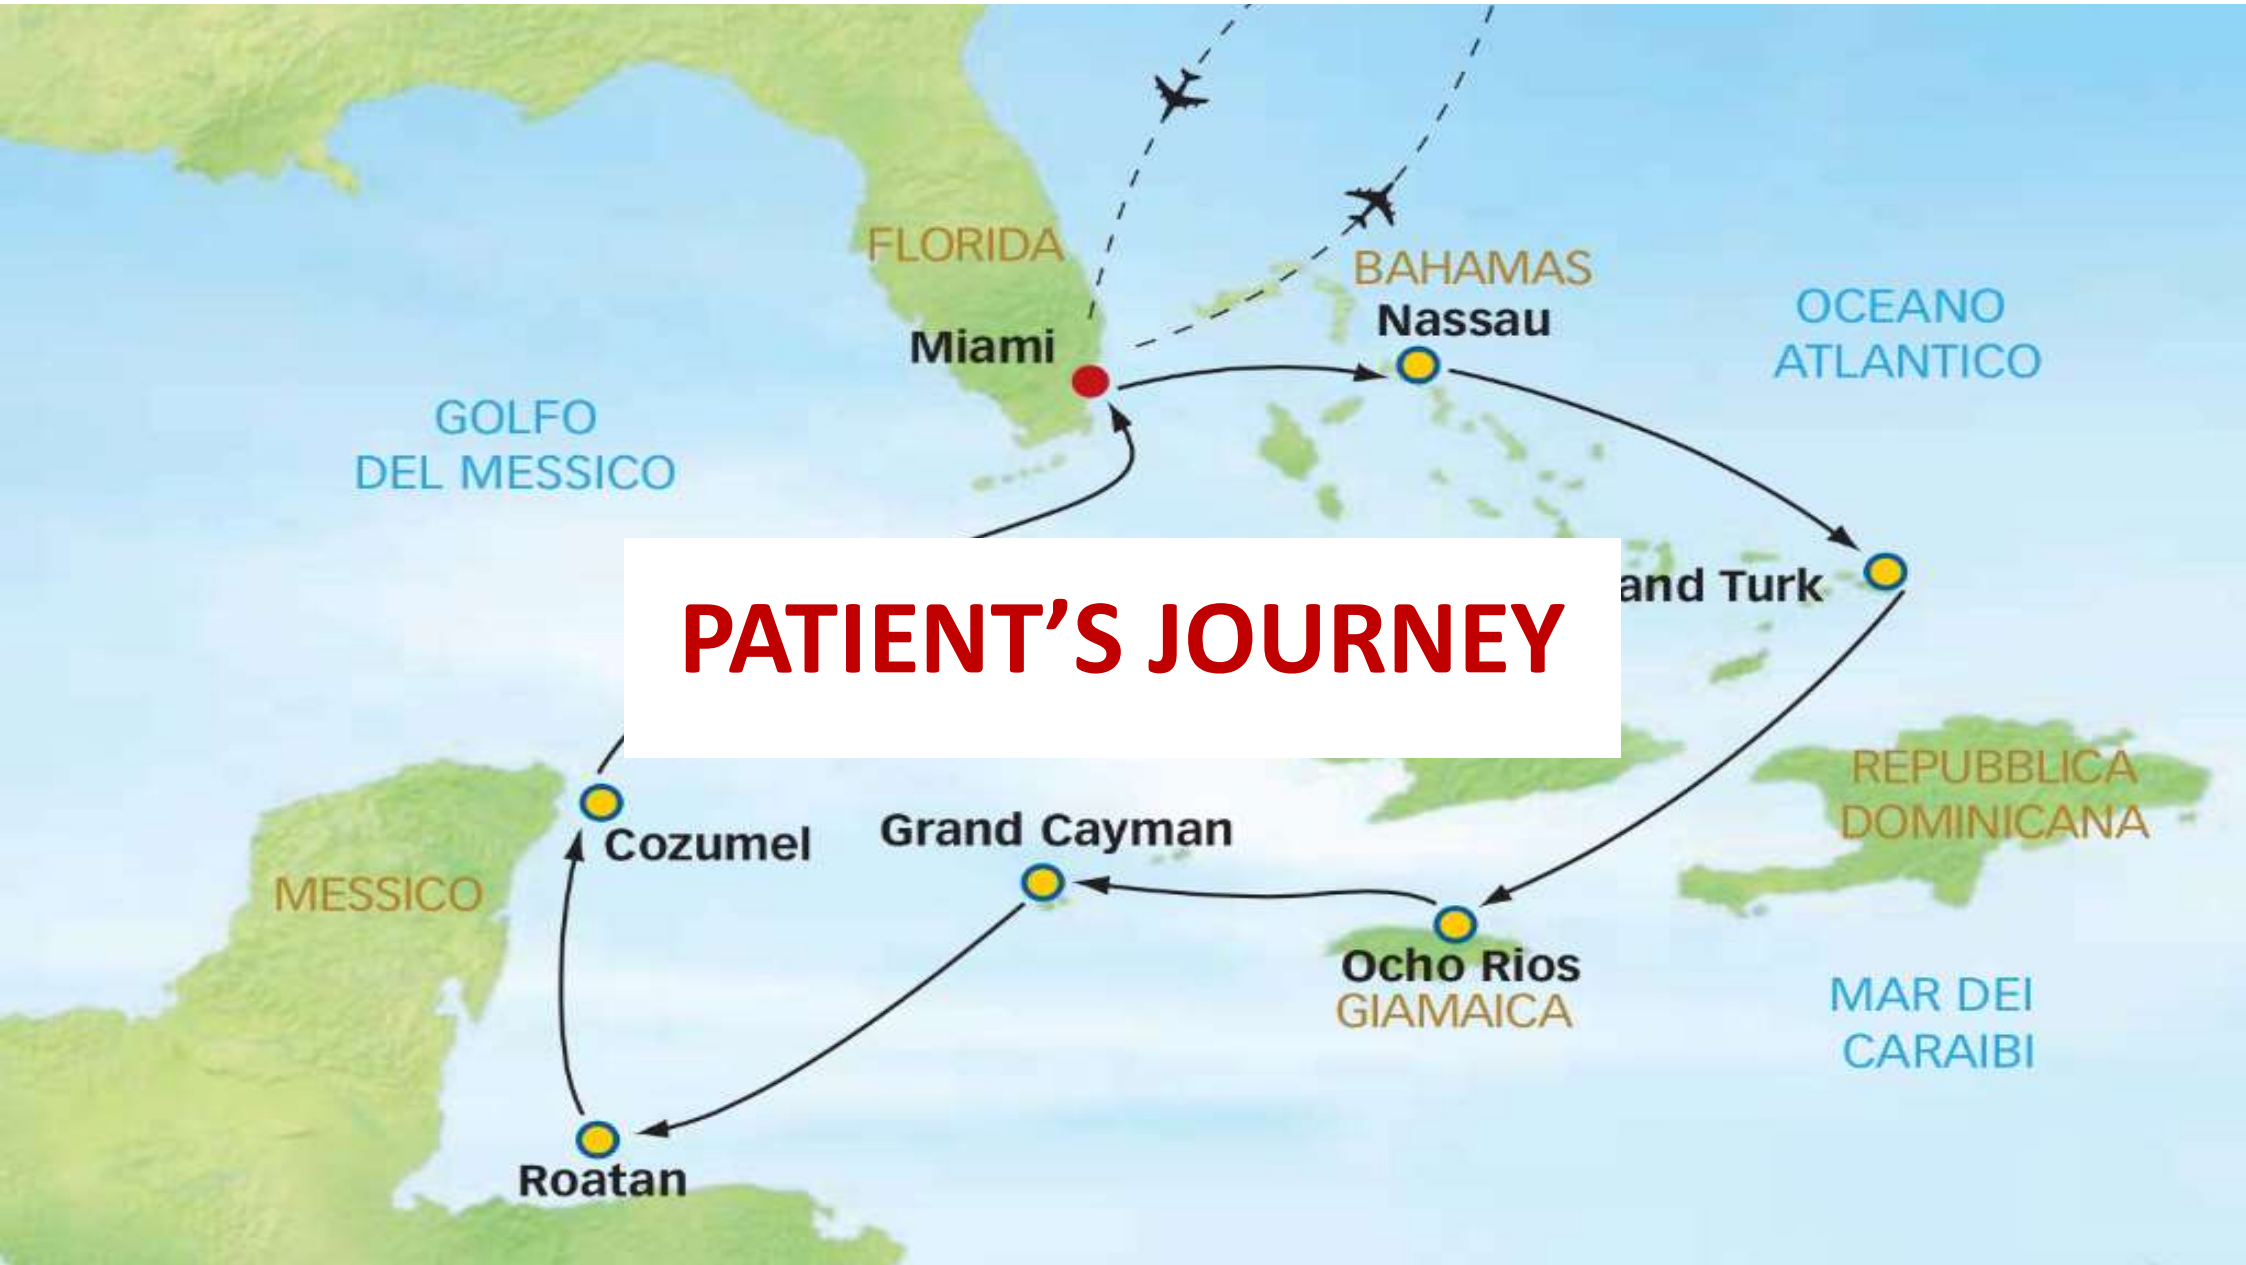 FLORIDA
BAHAMAS
Nassau
Miami
OCEANO
ATLANTICO
GOLFO
DEL MESSICO
and Turk
PATIENT’S JOURNEY
REPUBBLICA
DOMINICANA
Cozumel
Grand Cayman
MESSICO
Ocho Rios
GIAMAICA
MAR DEI
CARAIBI
Roatan